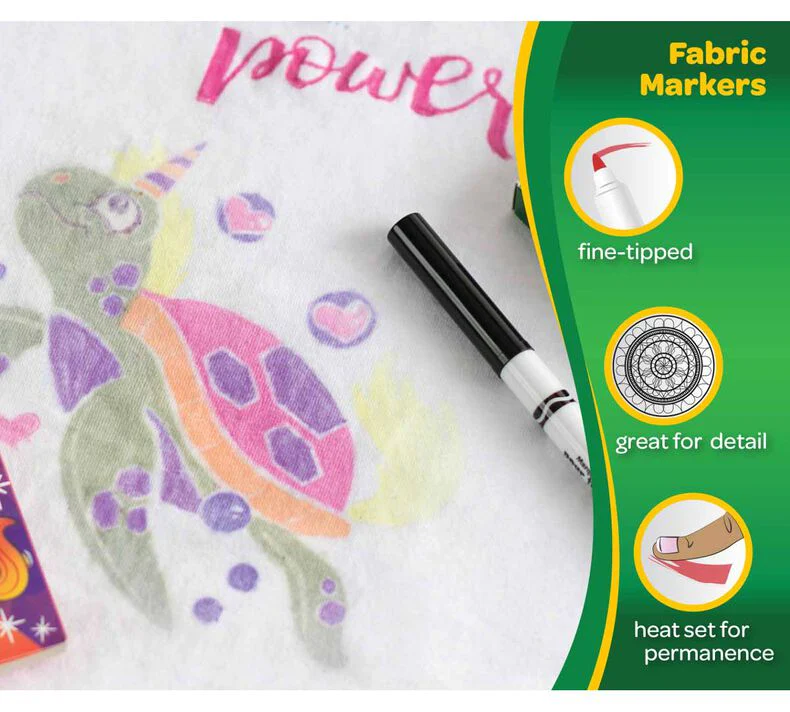 power
Fabric
Markers
fine-tipped
great for detail
heat set for
permanence